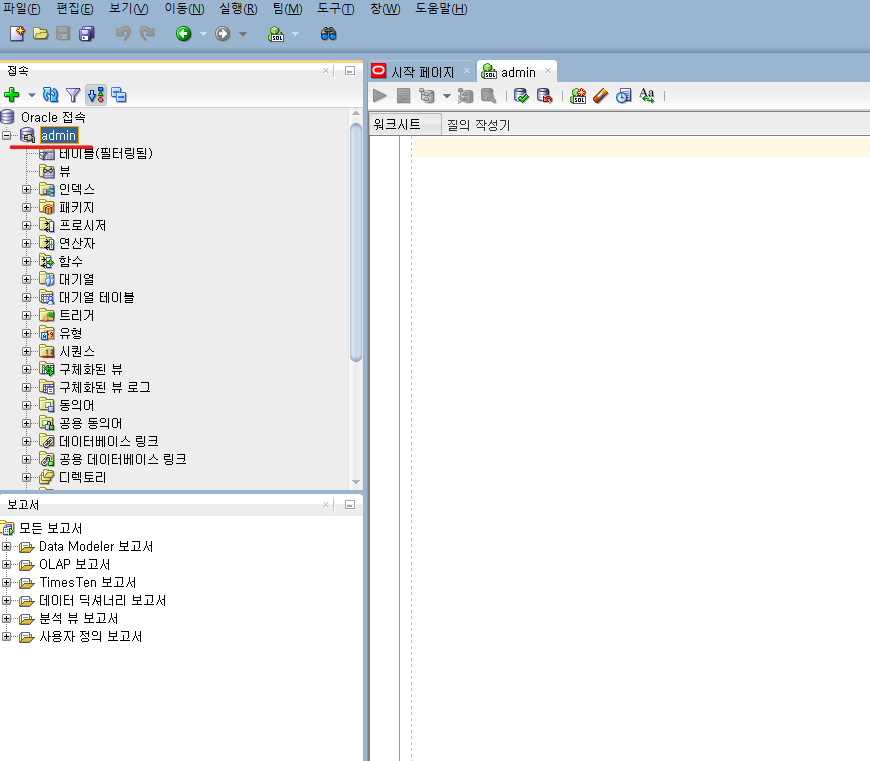 파일(F) 편집(E) 보기(V) 이동(N) 실행(R) 팀(M) 도구(T) 창(W) 도움말(H)
접속
Oracle 접속
admin
테이블(필터링됨)
뷰
인덱스
패키지
프로시저
연산자
함수
대기열
대기열 테이블
트리거
유형
시퀀스
구체화된 뷰
구체화된 뷰 로그
동의어
공용 동의어
데이터베이스 링크
공용 데이터베이스 링크
디렉토리
보고서
모든 보고서
Data Modeler 보고서
OLAP 보고서
TimesTen 보고서
데이터 딕셔너리 보고서
분석 뷰 보고서
사용자 정의 보고서
시작 페이지 admin
워크시트 질의 작성기